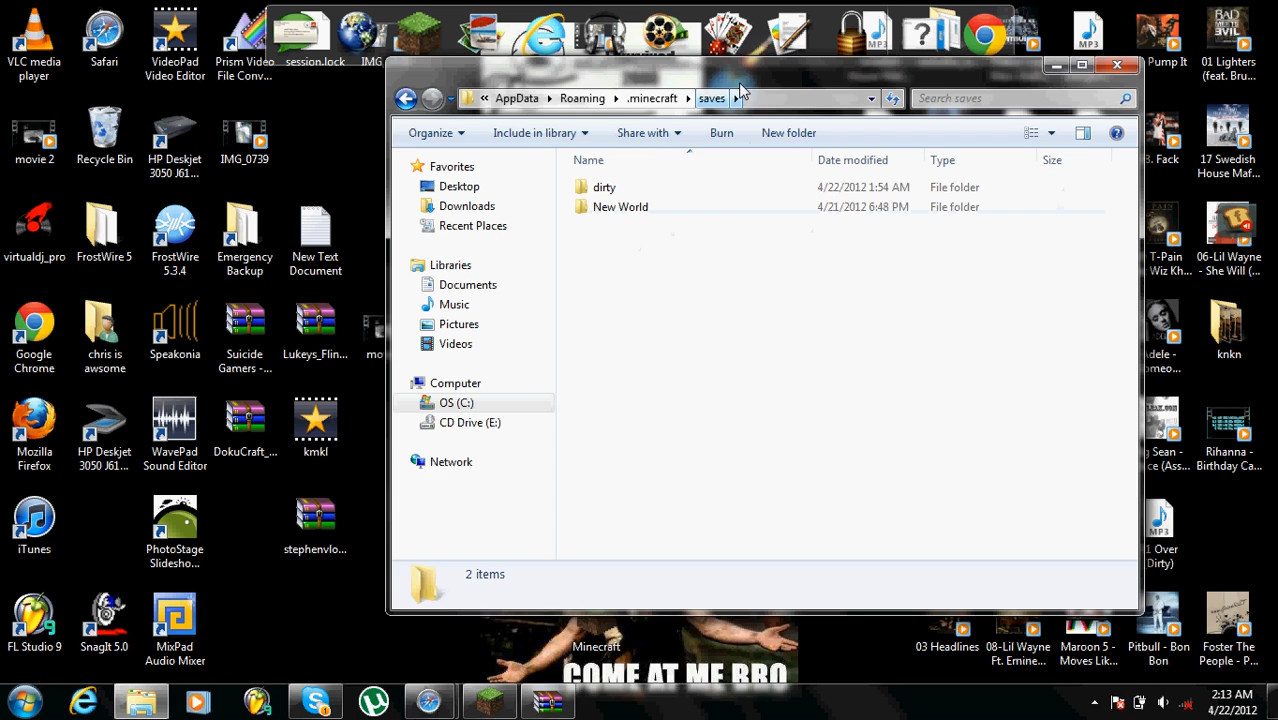 VLC media
player
Safari
VideoPad
Video Editor
Prism Video
File Conv...
session.lock
IMG
Pump It
01 Lighters
(feat. Bru...
AppData
Roaming
.minecraft
saves
Search saves
Organize
Include in library
Share with
Burn
New folder
Name
Date modified
Type
Size
dirty
4/22/2012 1:54 AM
File folder
New World
4/21/2012 6:48 PM
File folder
Favorites
Desktop
Downloads
Recent Places
Libraries
Documents
Music
Pictures
Videos
Computer
OS (C:)
CD Drive (E:)
Network
2 items
movie 2
Recycle Bin
HP Deskjet
3050 J61...
IMG_0739
. Fack
17 Swedish
House Maf...
virtualdj_pro
FrostWire 5
FrostWire
5.3.4
Emergency
Backup
New Text
Document
T-Pain
Wiz Kh...
06-Lil Wayne
- She Will (...
Google
Chrome
chris is
awsome
Speakonia
Suicide
Gamers -...
Lukeys_Flin...
mo
Adele -
omeo...
knkn
Mozilla
Firefox
HP Deskjet
3050 J61...
WavePad
Sound Editor
DokuCraft_...
kmkl
g Sean -
ce (Ass...
Rihanna -
Birthday Ca...
iTunes
PhotoStage
Slidesho...
stephenvlo...
1 Over
(Dirty)
FL Studio 9
SnagIt 5.0
MixPad
Audio Mixer
Minecraft
03 Headlines
08-Lil Wayne
Ft. Emine...
Maroon 5 -
Moves Lik...
Pitbull - Bon
Bon
Foster The
People - P...
COME AT ME BRO
2:13 AM
4/22/2012